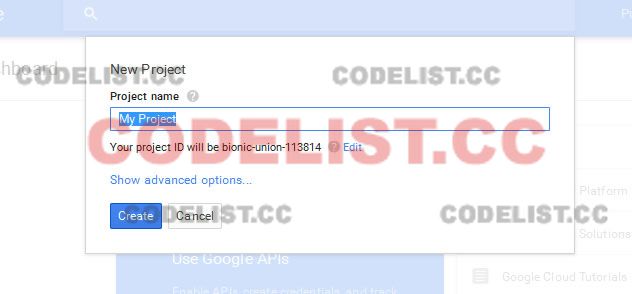 New Project
CODELIST.CC
CODELIST.CC
Project name
My Project
CODELIST.CC
Your project ID will be bionic-union-113814 Edit
Show advanced options...
Platform
Create Cancel
CODELIST.CC
CODELIST.CC
Solutions
Use Google APIs
Google Cloud Tutorials
Enable APIs, create credentials, and track